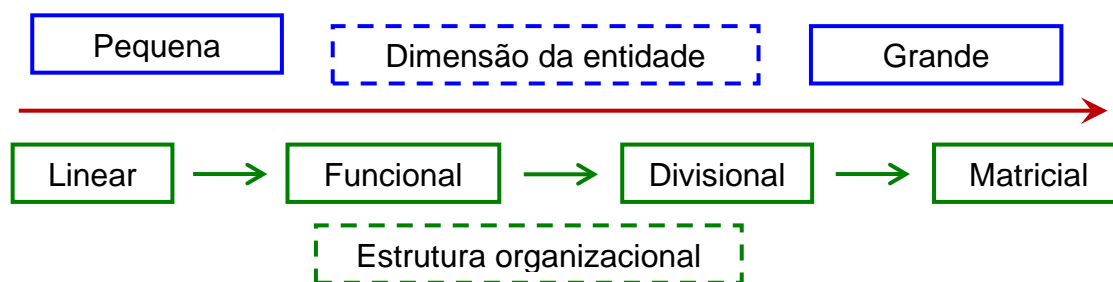 Pequena
Dimensão da entidade
Grande
Linear
Funcional
Divisional
Matricial
Estrutura organizacional